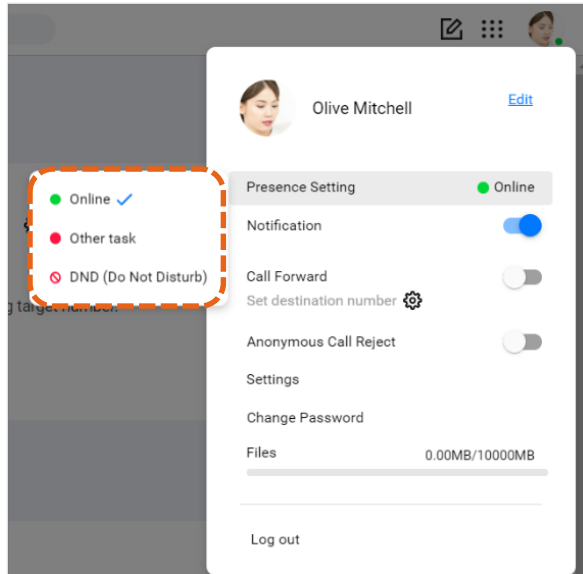 Olive Mitchell
Edit
Presence Setting
Online
Online
Other task
DND (Do Not Disturb)
Notification
Call Forward
Set destination number
Anonymous Call Reject
Settings
Change Password
Files
0.00MB/10000MB
Log out
target number.